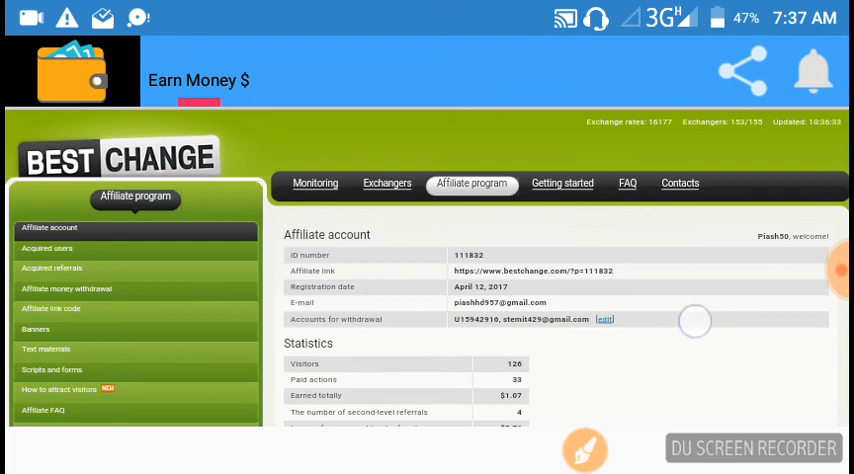 3G H 47% 7:37 AM
Earn Money $
Exchange rates: 16177 Exchangers: 153/155 Updated: 10:36:33
BESTCHANGE
Monitoring Exchangers Affiliate program Getting started FAQ Contacts
Affiliate program
Affiliate account
Acquired users
Acquired referrals
Affiliate money withdrawal
Affiliate link code
Banners
Text materials
Scripts and forms
How to attract visitors NEW
Affiliate FAQ
Affiliate account Piash50, welcome!
ID number 111832
Affiliate link https://www.bestchange.com/?p=111832
Registration date April 12, 2017
E-mail piashhd957@gmail.com
Accounts for withdrawal U15942916, stemit429@gmail.com [edit]
Statistics
Visitors 126
Paid actions 33
Earned totally $1.07
The number of second-level referrals 4
DU SCREEN RECORDER